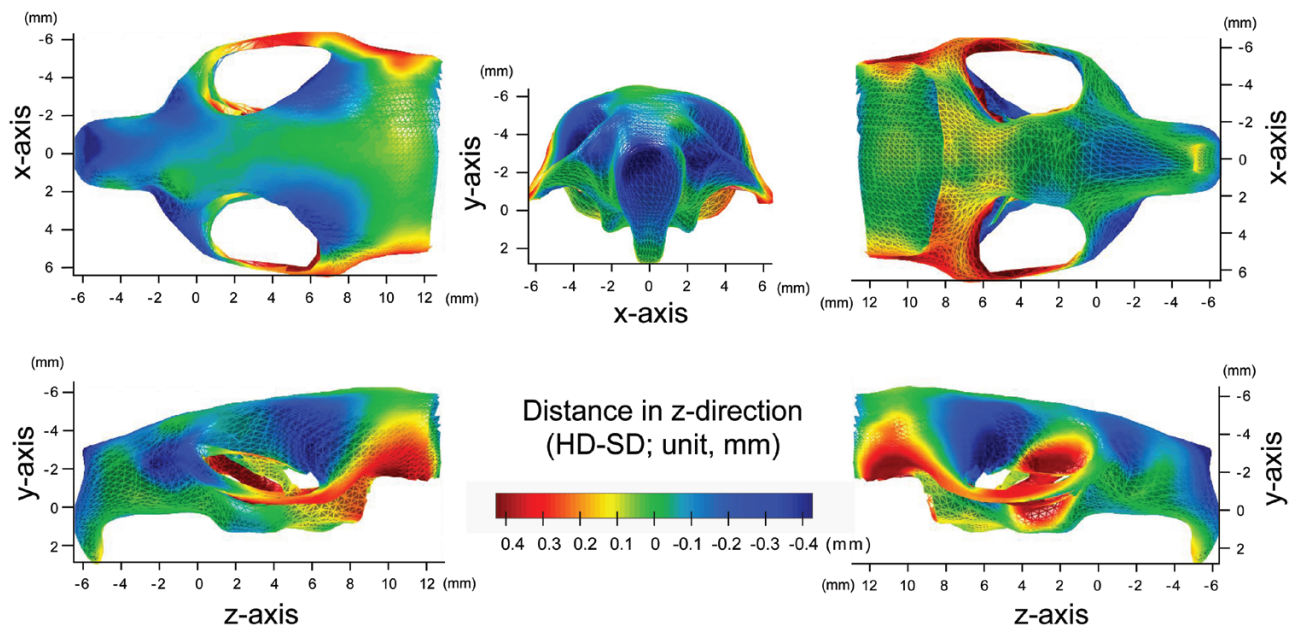 (mm)
-6
-4
-2
0
2
4
6
x-axis
-6 -4 -2 0 2 4 6 8 10 12 (mm)
(mm)
-6
-4
-2
0
2
y-axis
-6 -4 -2 0 2 4 6 (mm)
x-axis
(mm)
-6
-4
-2
0
2
4
6
x-axis
(mm) 12 10 8 6 4 2 0 -2 -4 -6
(mm)
-6
-4
-2
0
2
y-axis
-6 -4 -2 0 2 4 6 8 10 12 (mm)
z-axis
Distance in z-direction
(HD-SD; unit, mm)
0.4 0.3 0.2 0.1 0 -0.1 -0.2 -0.3 -0.4 (mm)
(mm)
-6
-4
-2
0
2
y-axis
(mm) 12 10 8 6 4 2 0 -2 -4 -6
z-axis